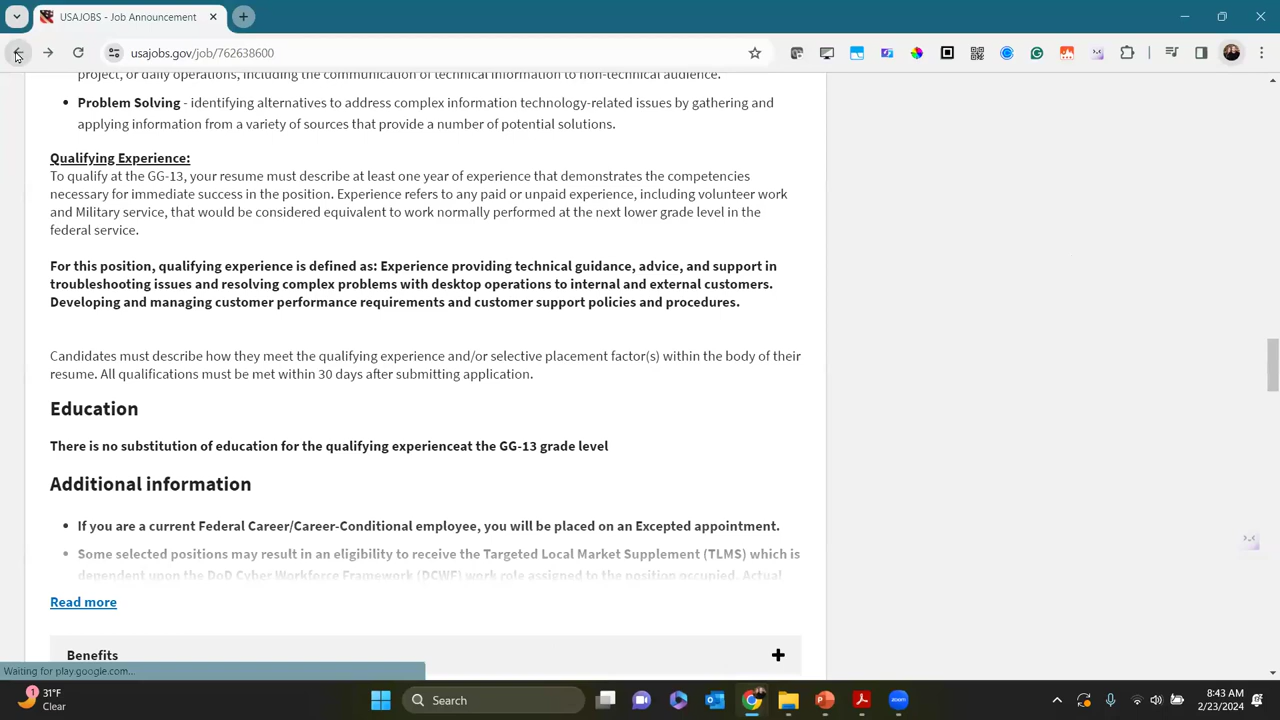 USAJOBS - Job Announcement
usajobs.gov/job/762638600
project, or daily operations, including the communication of technical information to non-technical audience.
• Problem Solving - identifying alternatives to address complex information technology-related issues by gathering and
applying information from a variety of sources that provide a number of potential solutions.
Qualifying Experience:
To qualify at the GG-13, your resume must describe at least one year of experience that demonstrates the competencies
necessary for immediate success in the position. Experience refers to any paid or unpaid experience, including volunteer work
and Military service, that would be considered equivalent to work normally performed at the next lower grade level in the
federal service.
For this position, qualifying experience is defined as: Experience providing technical guidance, advice, and support in
troubleshooting issues and resolving complex problems with desktop operations to internal and external customers.
Developing and managing customer performance requirements and customer support policies and procedures.
Candidates must describe how they meet the qualifying experience and/or selective placement factor(s) within the body of their
resume. All qualifications must be met within 30 days after submitting application.
Education
There is no substitution of education for the qualifying experienceat the GG-13 grade level
Additional information
• If you are a current Federal Career/Career-Conditional employee, you will be placed on an Excepted appointment.
• Some selected positions may result in an eligibility to receive the Targeted Local Market Supplement (TLMS) which is
dependent upon the DoD Cyber Workforce Framework (DCWF) work role assigned to the position occupied. Actual
Read more
Benefits
Waiting for play.google.com...
1
31°F
Clear
Search
zoom
8:43 AM
2/23/2024